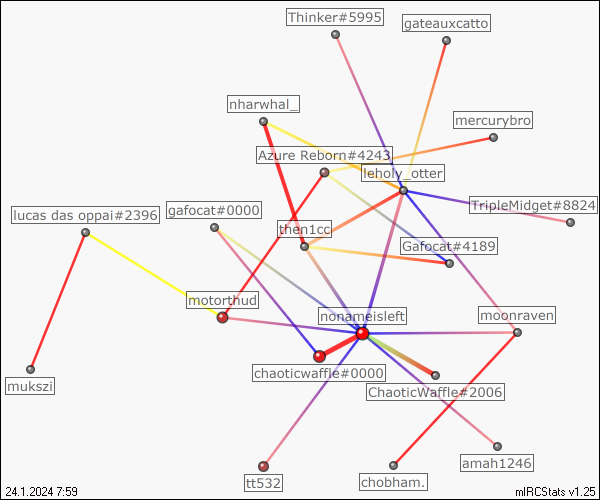 Thinker#5995
gateauxcatto
nharwhal_
mercurybro
Azure Reborn#4243
leholy_otter
lucas das oppai#2396
gafocat#0000
TripleMidget#8824
then1cc
Gafocat#4189
motorthud
nonameisleft
moonraven
chaoticwaffle#0000
mukszi
ChaoticWaffle#2006
amah1246
tt532
chobham.
24.1.2024 7:59
mIRCStats v1.25